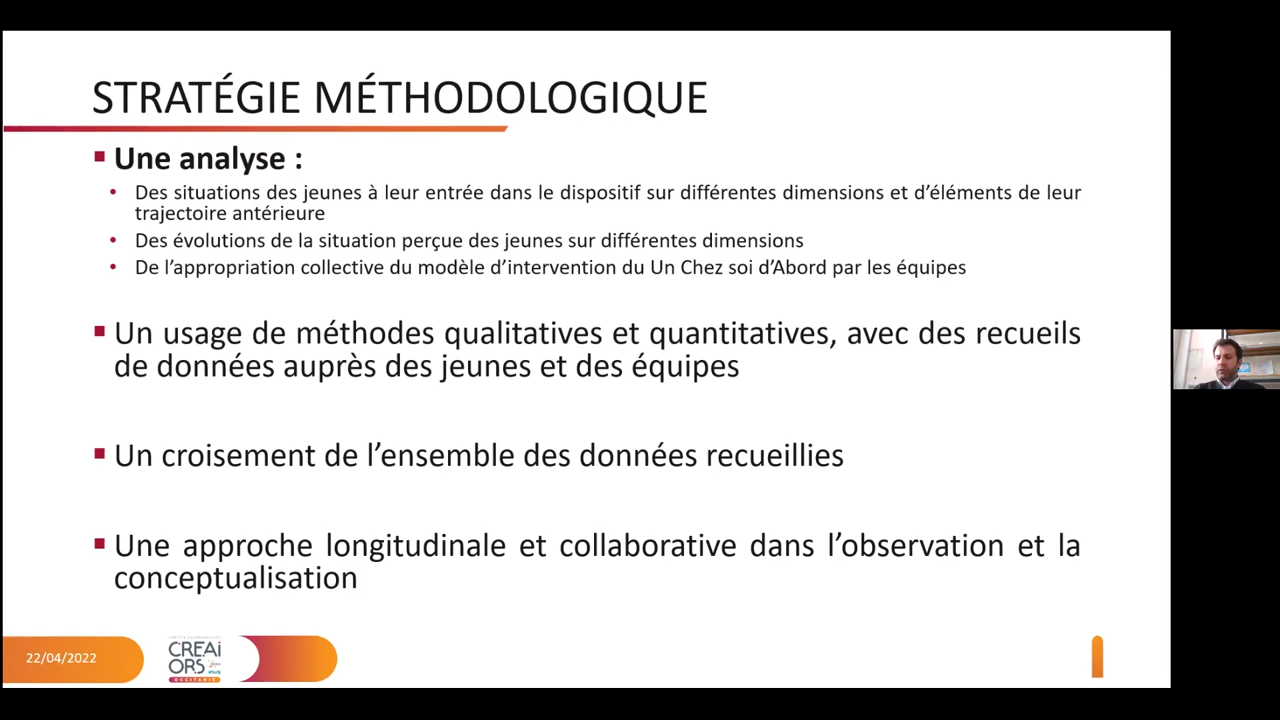 STRATÉGIE MÉTHODOLOGIQUE
Une analyse :
Des situations des jeunes à leur entrée dans le dispositif sur différentes dimensions et d’éléments de leur
trajectoire antérieure
Des évolutions de la situation perçue des jeunes sur différentes dimensions
De l’appropriation collective du modèle d’intervention du Un Chez soi d’Abord par les équipes
Un usage de méthodes qualitatives et quantitatives, avec des recueils
de données auprès des jeunes et des équipes
Un croisement de l’ensemble des données recueillies
Une approche longitudinale et collaborative dans l’observation et la
conceptualisation
22/04/2022
CREAI
ORS
OCCITANIE